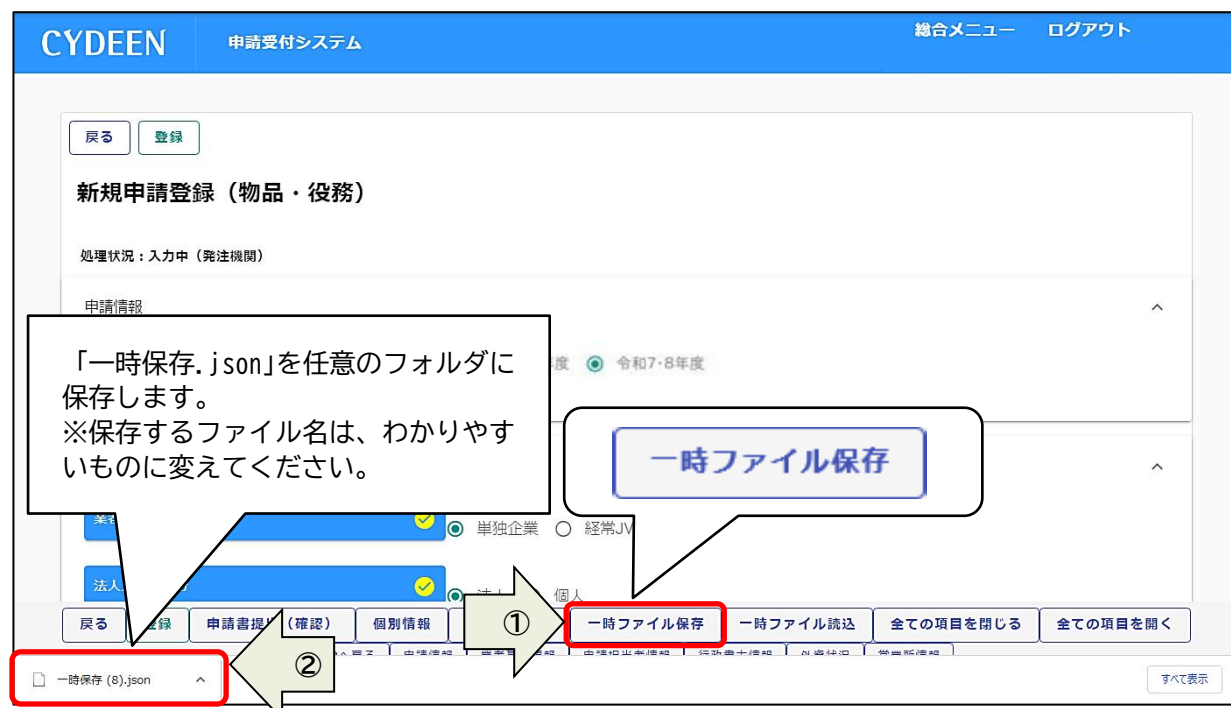 CYDEEN 申請受付システム 総合メニュー ログアウト
戻る 登録
新規申請登録（物品・役務）
処理状況：入力中（発注機関）
申請情報
「一時保存.json」を任意のフォルダに
保存します。
※保存するファイル名は、わかりやす
いものに変えてください。
度 令和7･8年度
一時ファイル保存
単独企業 経常JV
法人
個人
①
戻る 登録 申請書提出（確認） 個別情報 一時ファイル保存 一時ファイル読込 全ての項目を閉じる 全ての項目を開く
②
一時保存 (8).json すべて表示